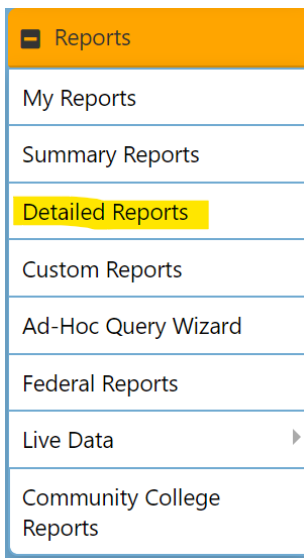 Reports
My Reports
Summary Reports
Detailed Reports
Custom Reports
Ad-Hoc Query Wizard
Federal Reports
Live Data
Community College
Reports